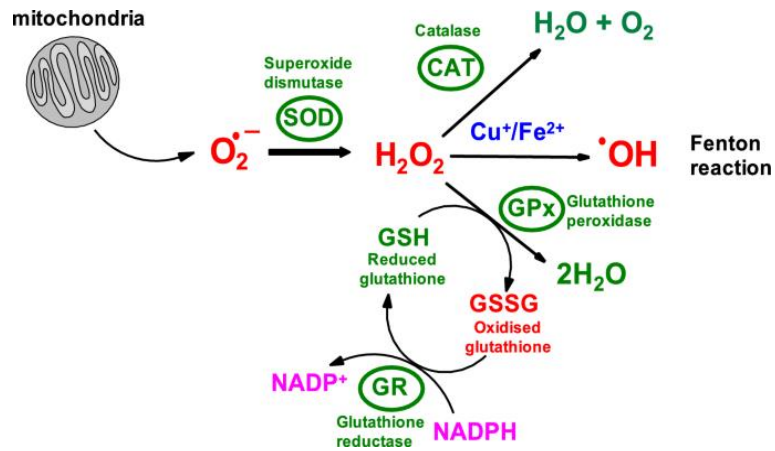 mitochondria
Superoxide
dismutase
SOD
O₂•−
H₂O₂
Catalase
CAT
H₂O + O₂
Cu⁺/Fe²⁺
•OH
Fenton
reaction
GPx
Glutathione
peroxidase
2H₂O
GSH
Reduced
glutathione
GSSG
Oxidised
glutathione
NADP⁺
GR
Glutathione
reductase
NADPH